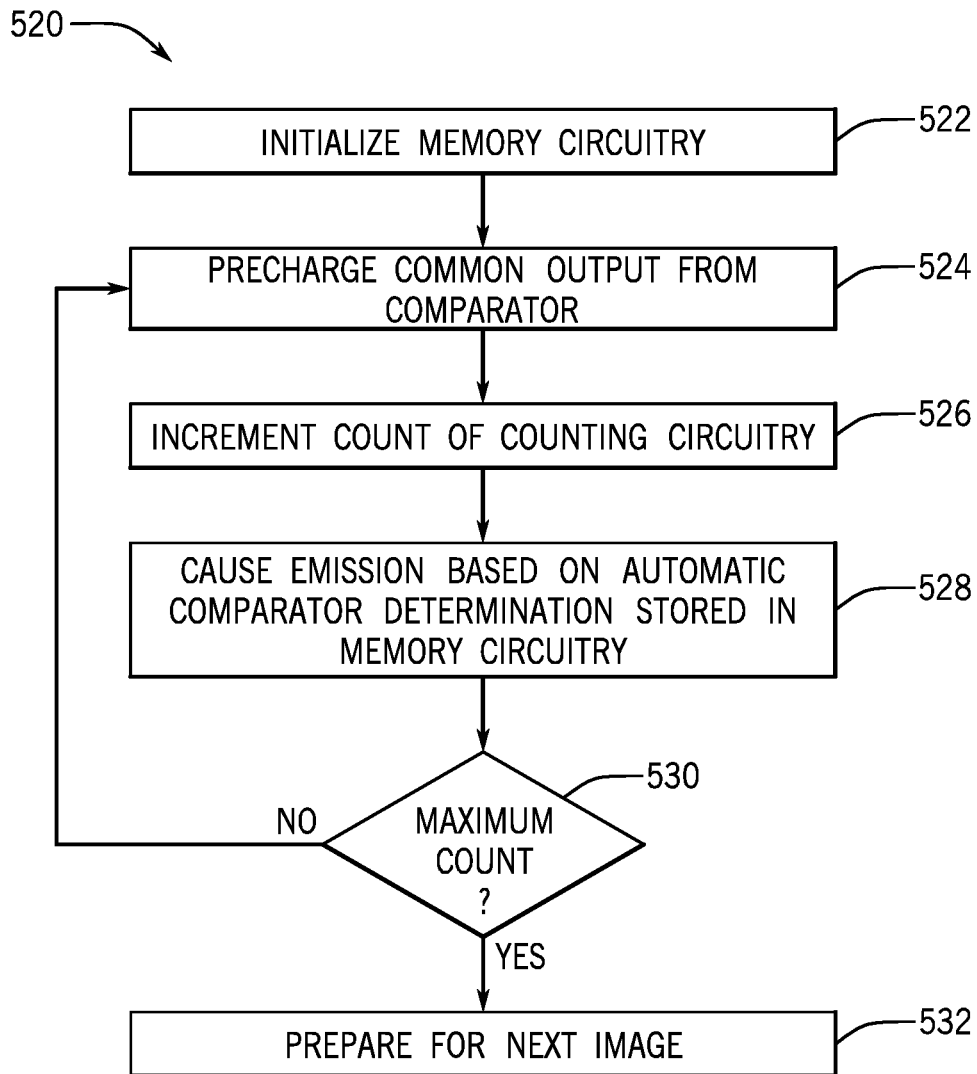 520
INITIALIZE MEMORY CIRCUITRY
522
PRECHARGE COMMON OUTPUT FROM
COMPARATOR
524
INCREMENT COUNT OF COUNTING CIRCUITRY
526
CAUSE EMISSION BASED ON AUTOMATIC
COMPARATOR DETERMINATION STORED IN
MEMORY CIRCUITRY
528
530
NO
MAXIMUM
COUNT
?
YES
PREPARE FOR NEXT IMAGE
532